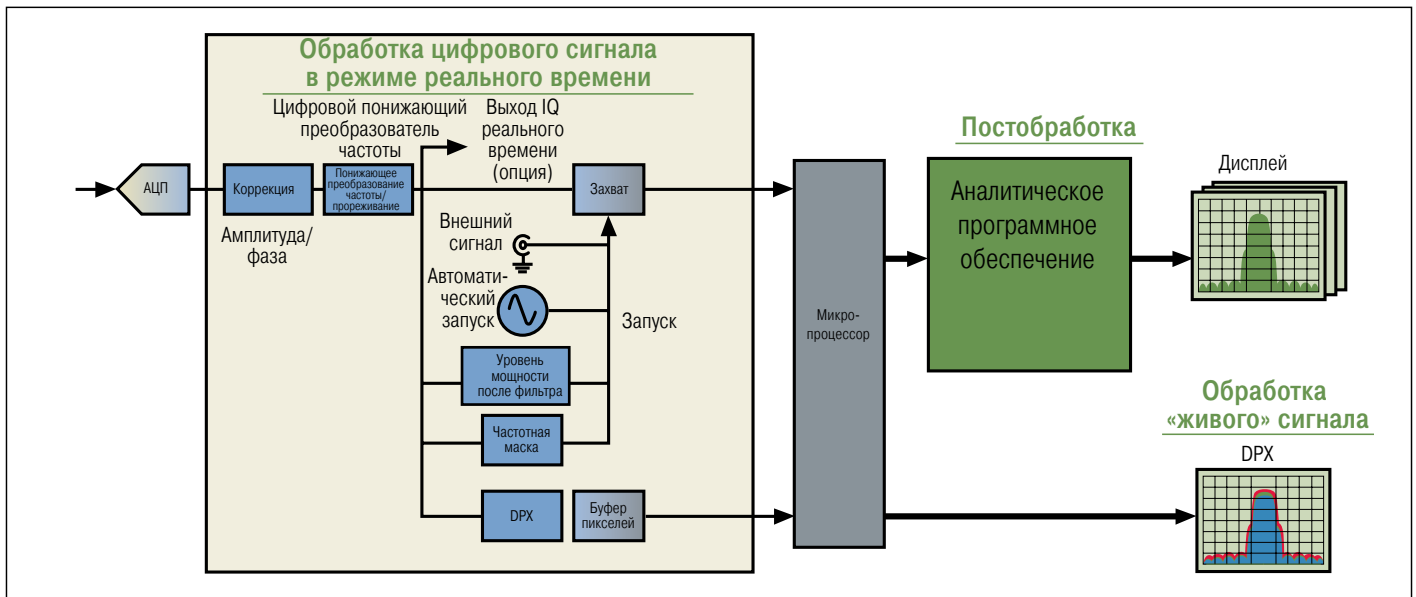 Обработка цифрового сигнала
в режиме реального времени
Цифровой понижающий
преобразователь
частоты
Выход IQ
реального
времени
(опция)
АЦП
Коррекция
Понижающее
преобразование
частоты/
прореживание
Захват
Амплитуда/
фаза
Внешний
сигнал
Автомати-
ческий
запуск
Запуск
Уровень
мощности
после фильтра
Частотная
маска
DPX
Буфер
пикселей
Микро-
процессор
Постобработка
Аналитическое
программное
обеспечение
Дисплей
Обработка
«живого» сигнала
DPX